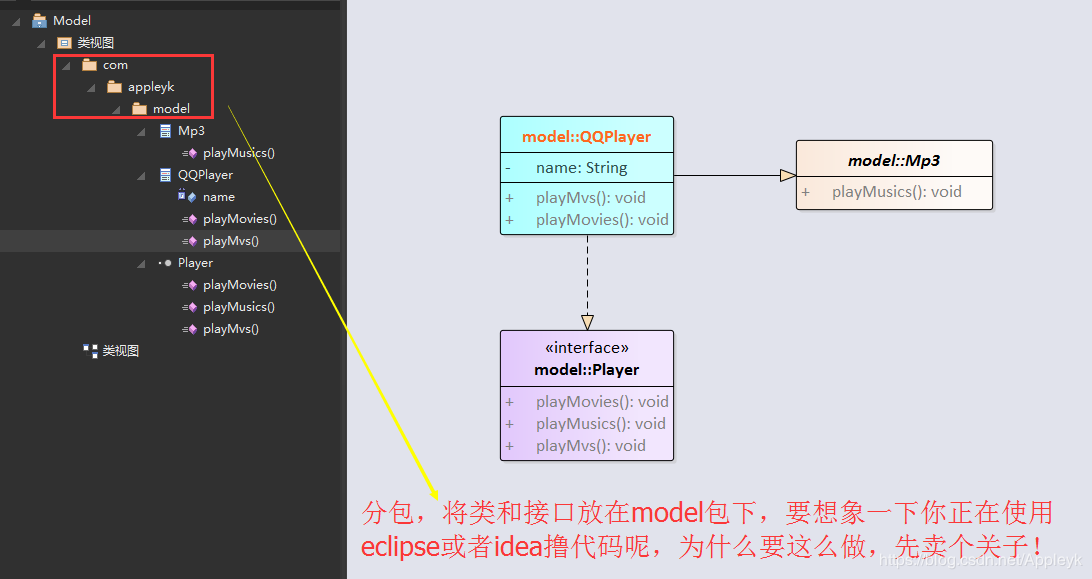 Model
类视图
com
appleyk
model
Mp3
playMusics()
QQPlayer
name
playMovies()
playMvs()
Player
playMovies()
playMusics()
playMvs()
类视图
model::QQPlayer
- name: String
+ playMvs(): void
+ playMovies(): void
model::Mp3
+ playMusics(): void
«interface»
model::Player
+ playMovies(): void
+ playMusics(): void
+ playMvs(): void
分包，将类和接口放在model包下，要想象一下你正在使用
eclipse或者idea撸代码呢，为什么要这么做，先卖个关子！
https://blog.csdn.net/Appleyk